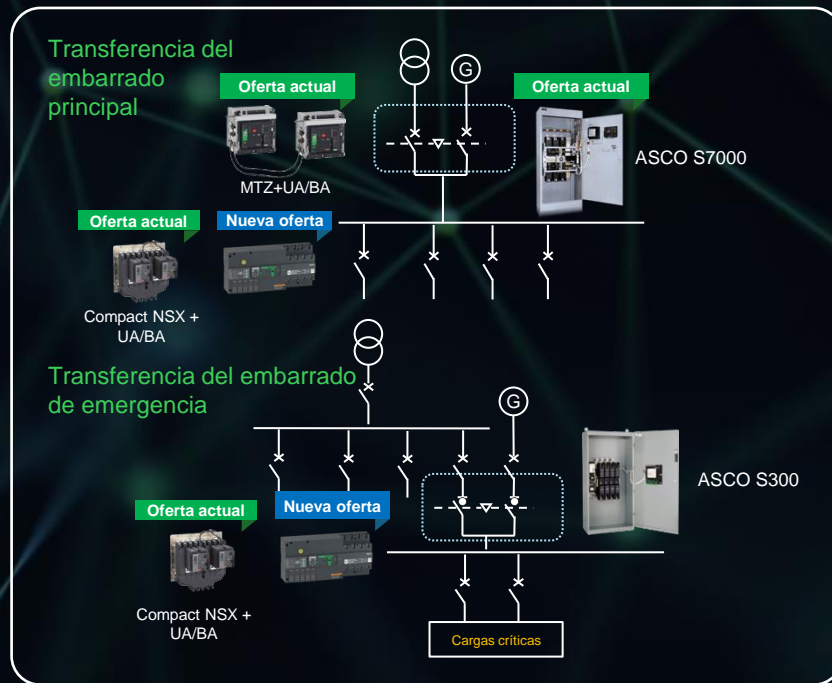 Transferencia del
embarrado
principal
Oferta actual
MTZ+UA/BA
G
Oferta actual
ASCO S7000
Oferta actual
Nueva oferta
Compact NSX +
UA/BA
Transferencia del embarrado
de emergencia
G
ASCO S300
Oferta actual
Nueva oferta
Compact NSX +
UA/BA
Cargas críticas